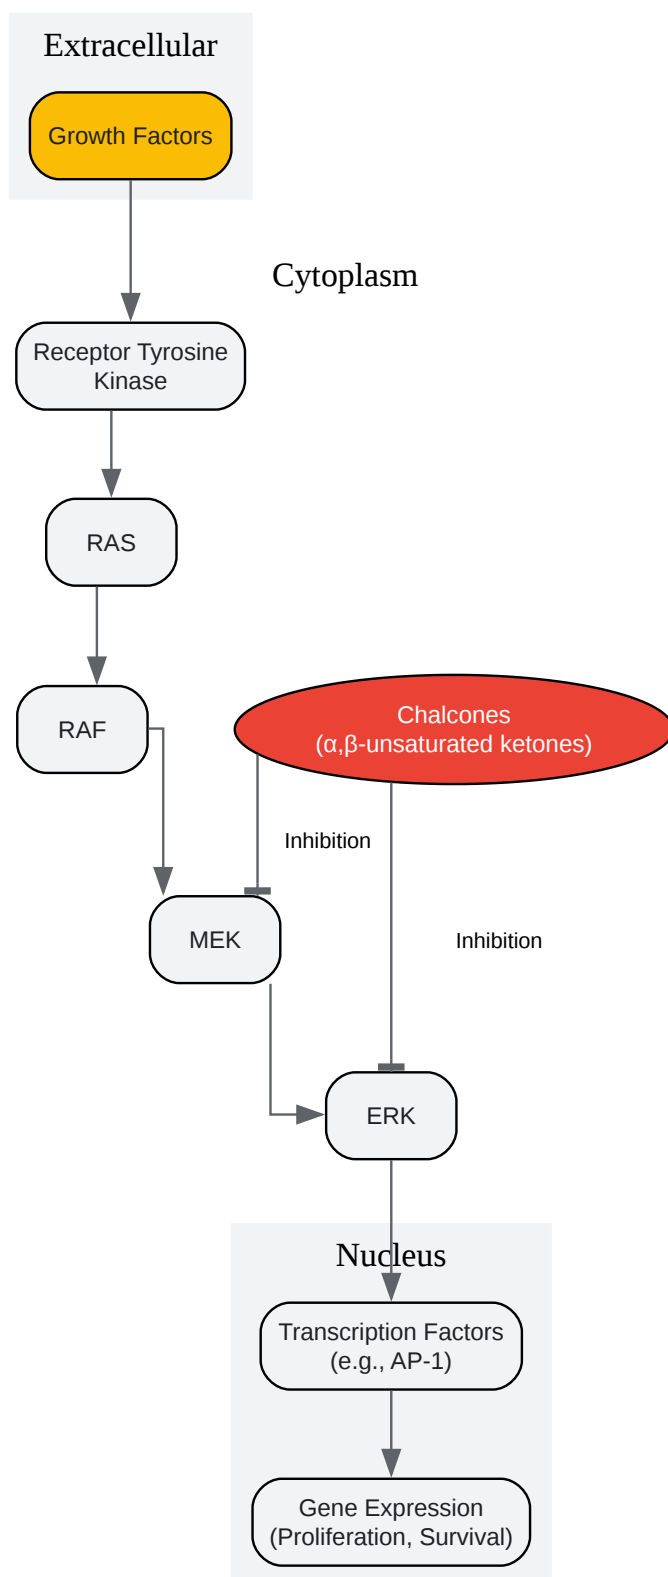 Extracellular
Growth Factors
Cytoplasm
Receptor Tyrosine
Kinase
RAS
RAF
Chalcones
(α,β-unsaturated ketones)
Inhibition
MEK
Inhibition
ERK
Nucleus
Transcription Factors
(e.g., AP-1)
Gene Expression
(Proliferation, Survival)